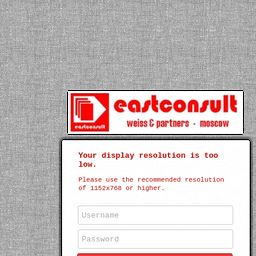 eastconsult
eastconsult
weiss & partners - moscow
Your display resolution is too
low.
Please use the recommended resolution
of 1152x768 or higher.
Username
Password